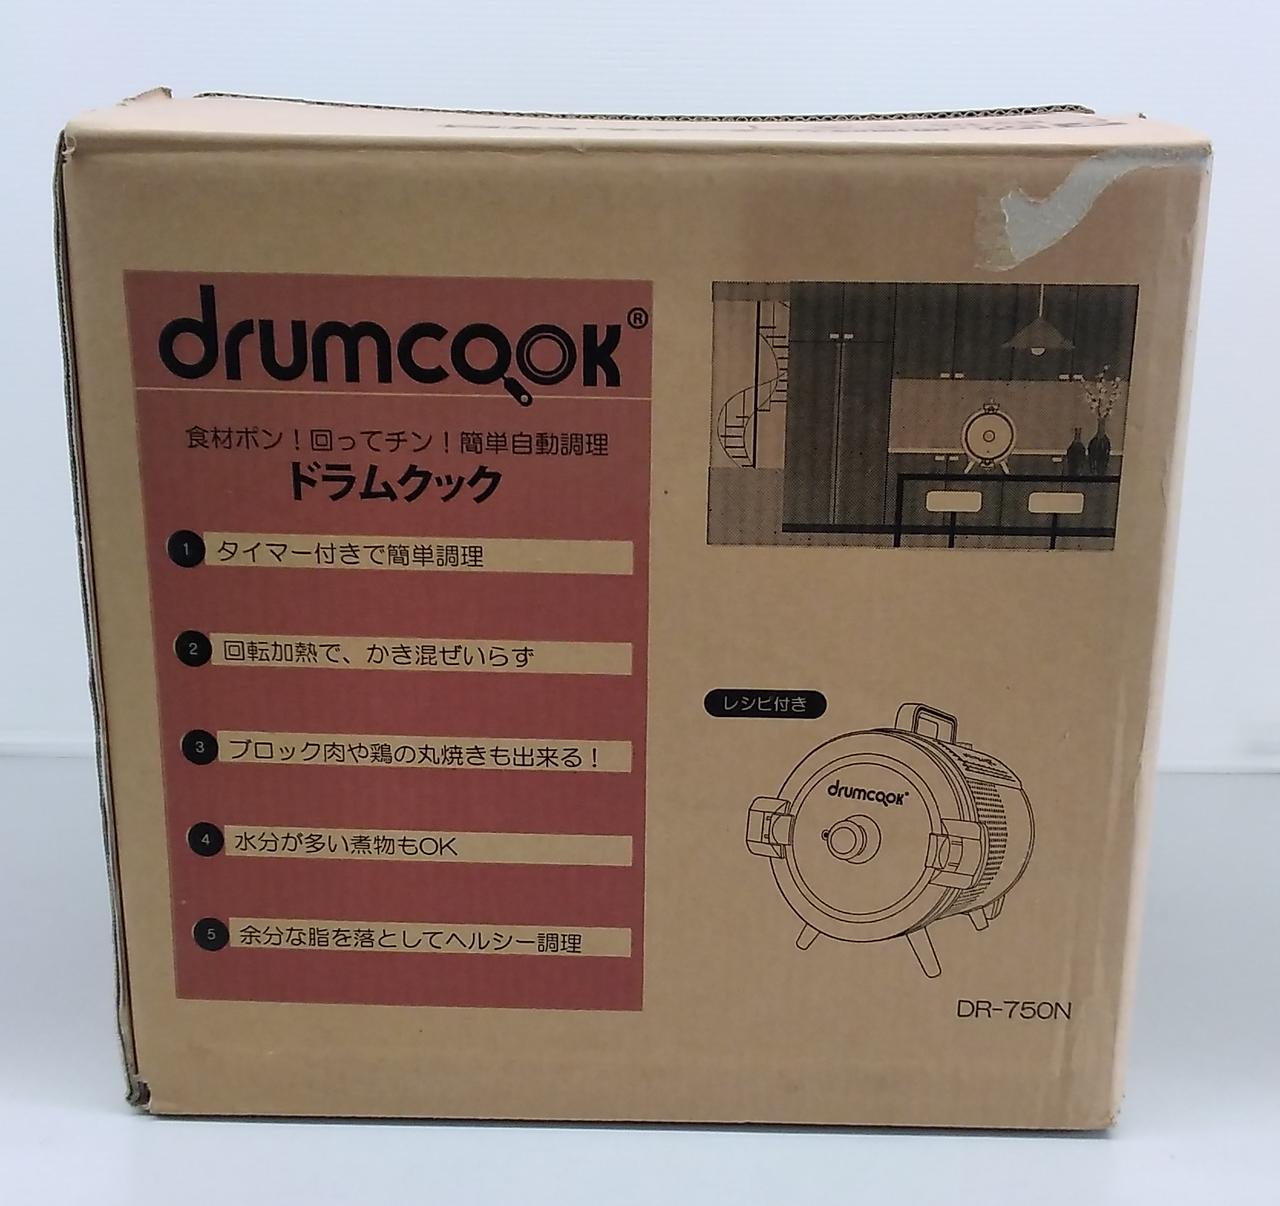 drumcook®
食材ポン！回ってチン！簡単自動調理
ドラムクック
1 タイマー付きで簡単調理
2 回転加熱で、かき混ぜいらず
3 ブロック肉や鶏の丸焼きも出来る！
4 水分が多い煮物もOK
5 余分な脂を落としてヘルシー調理
レシピ付き
drumcook
DR-750N